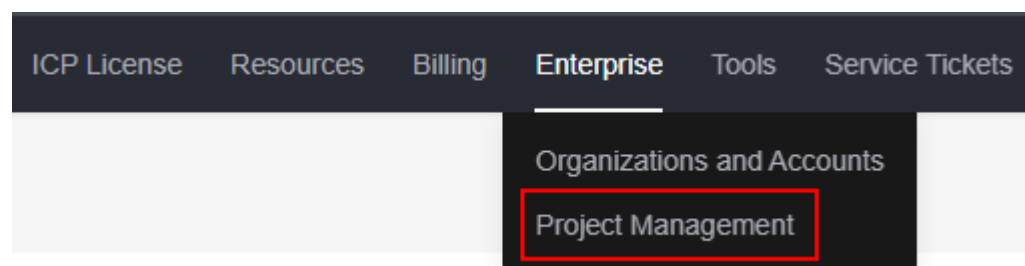 ICP License Resources Billing Enterprise Tools Service Tickets
Organizations and Accounts
Project Management